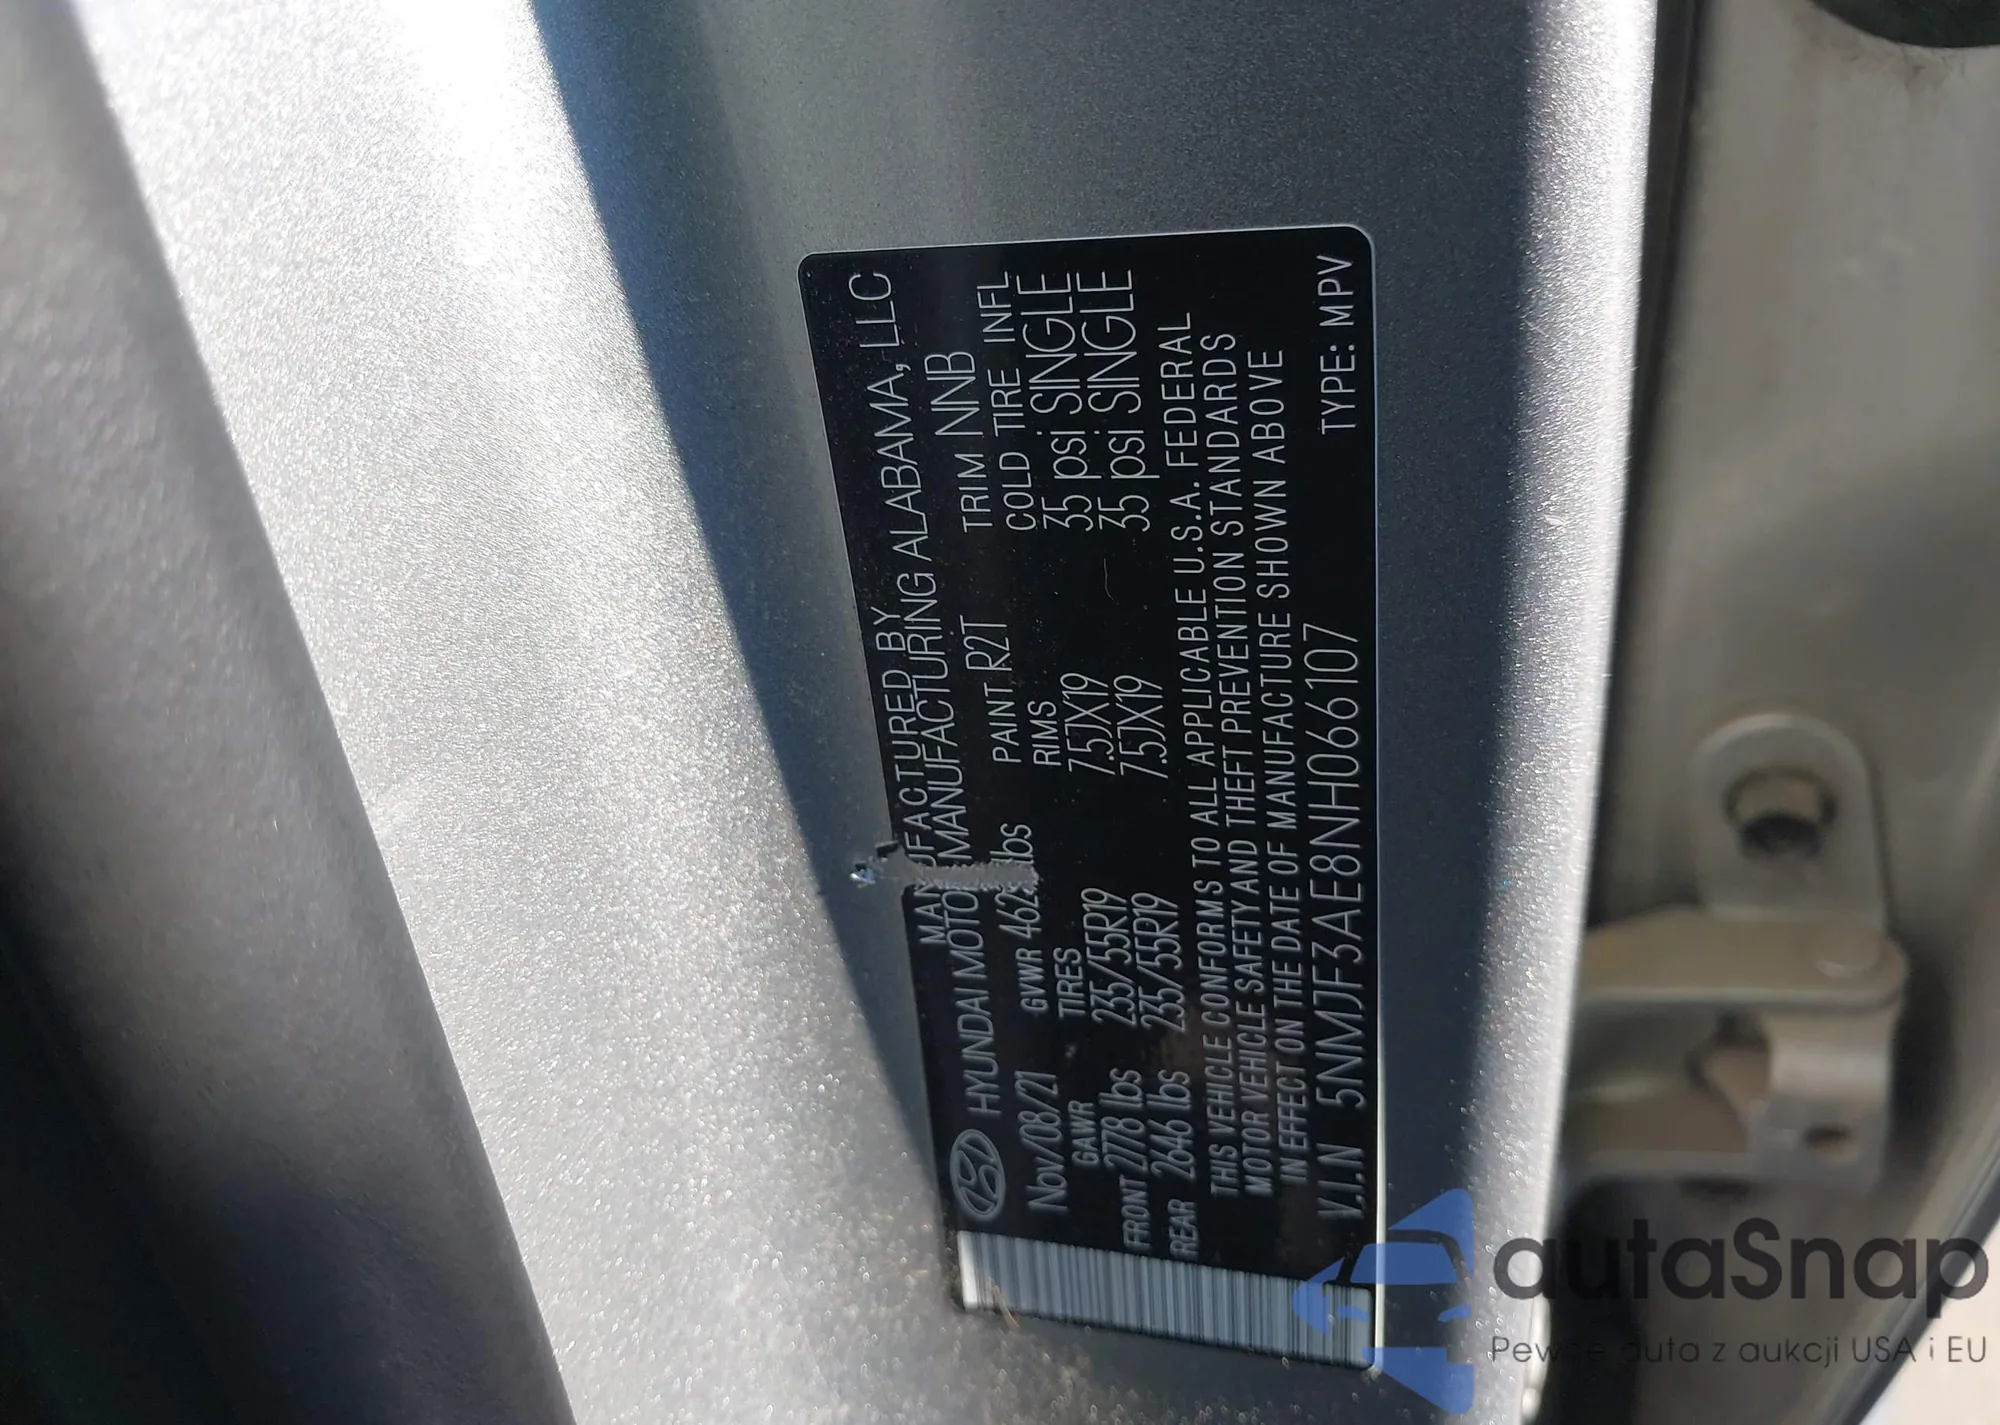 MANUFACTURED BY
HYUNDAI MOTOR MANUFACTURING ALABAMA, LLC
Nov/08/21 GVWR lbs PAINT R2T TRIM NNB
GAWR TIRES RIMS COLD TIRE INFL
FRONT 2778 lbs 235/55R19 7.5JX19 35 psi SINGLE
REAR 2646 lbs 235/55R19 7.5JX19 35 psi SINGLE
THIS VEHICLE CONFORMS TO ALL APPLICABLE U.S.A. FEDERAL
MOTOR VEHICLE SAFETY AND THEFT PREVENTION STANDARDS
IN EFFECT ON THE DATE OF MANUFACTURE SHOWN ABOVE
V.I.N 5NMJF3AE8NH066107 TYPE: MPV
autaSnap
Pewne auta z aukcji USA i EU